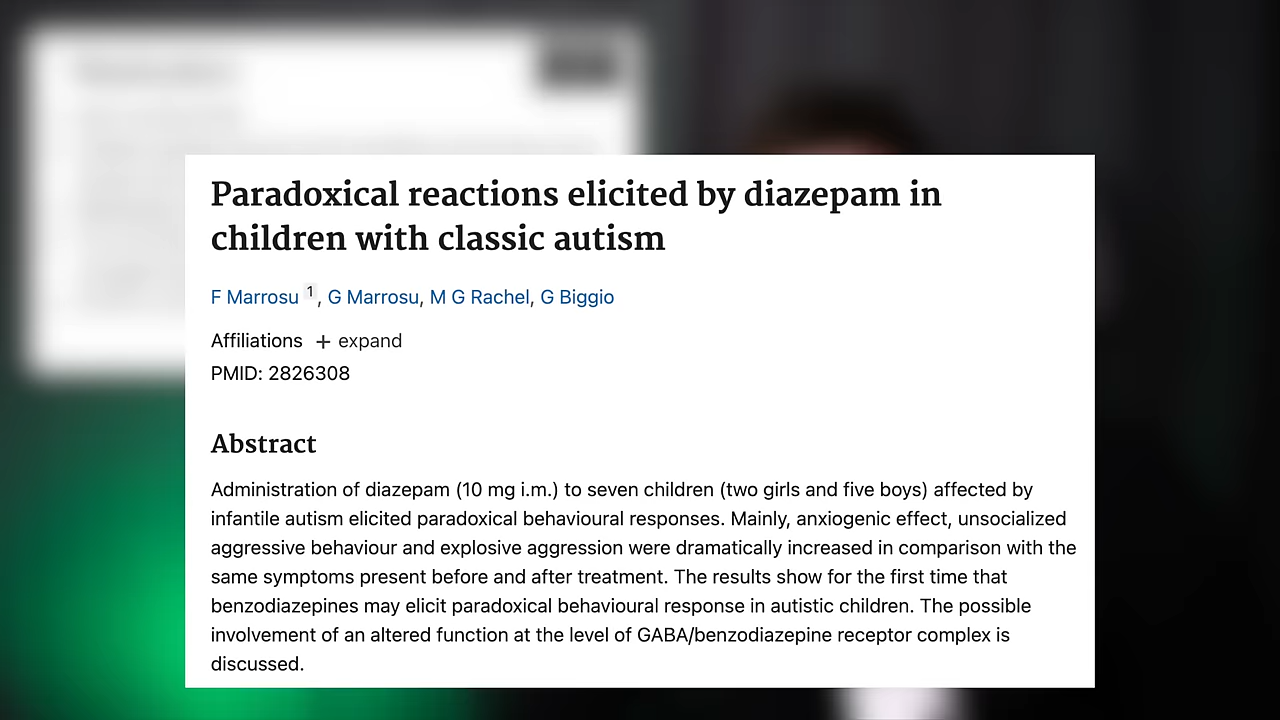 Paradoxical reactions elicited by diazepam in
children with classic autism
F Marrosu 1, G Marrosu, M G Rachel, G Biggio
Affiliations + expand
PMID: 2826308
Abstract
Administration of diazepam (10 mg i.m.) to seven children (two girls and five boys) affected by
infantile autism elicited paradoxical behavioural responses. Mainly, anxiogenic effect, unsocialized
aggressive behaviour and explosive aggression were dramatically increased in comparison with the
same symptoms present before and after treatment. The results show for the first time that
benzodiazepines may elicit paradoxical behavioural response in autistic children. The possible
involvement of an altered function at the level of GABA/benzodiazepine receptor complex is
discussed.